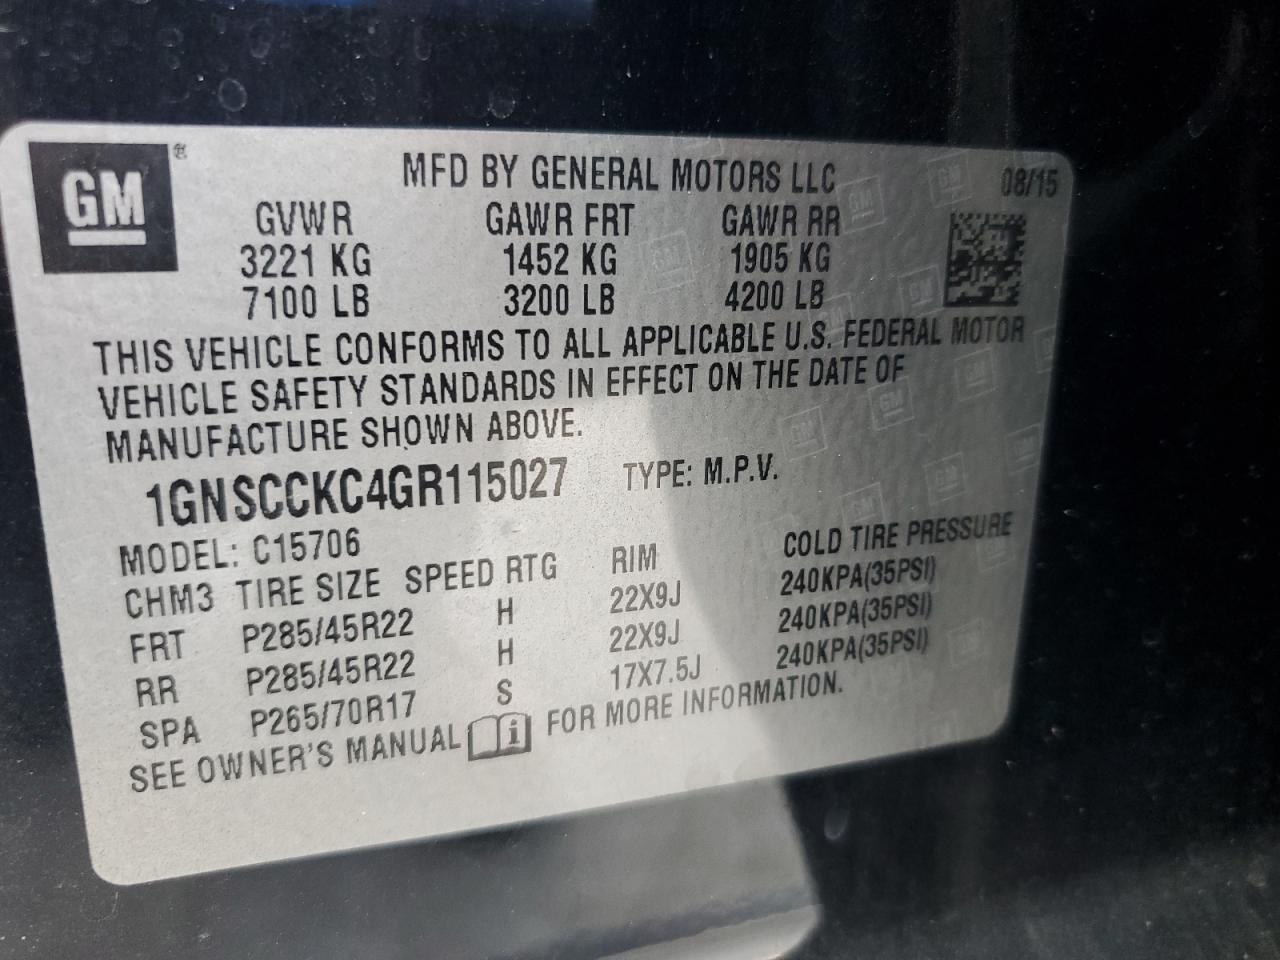 GM ® MFD BY GENERAL MOTORS LLC 08/15
GVWR GAWR FRT GAWR RR
3221 KG 1452 KG 1905 KG
7100 LB 3200 LB 4200 LB
THIS VEHICLE CONFORMS TO ALL APPLICABLE U.S. FEDERAL MOTOR
VEHICLE SAFETY STANDARDS IN EFFECT ON THE DATE OF
MANUFACTURE SHOWN ABOVE.
1GNSCCKC4GR115027 TYPE: M.P.V.
MODEL: C15706
CHM3 TIRE SIZE SPEED RTG RIM COLD TIRE PRESSURE
FRT P285/45R22 H 22X9J 240KPA(35PSI)
RR P285/45R22 H 22X9J 240KPA(35PSI)
SPA P265/70R17 S 17X7.5J 240KPA(35PSI)
SEE OWNER'S MANUAL i FOR MORE INFORMATION.